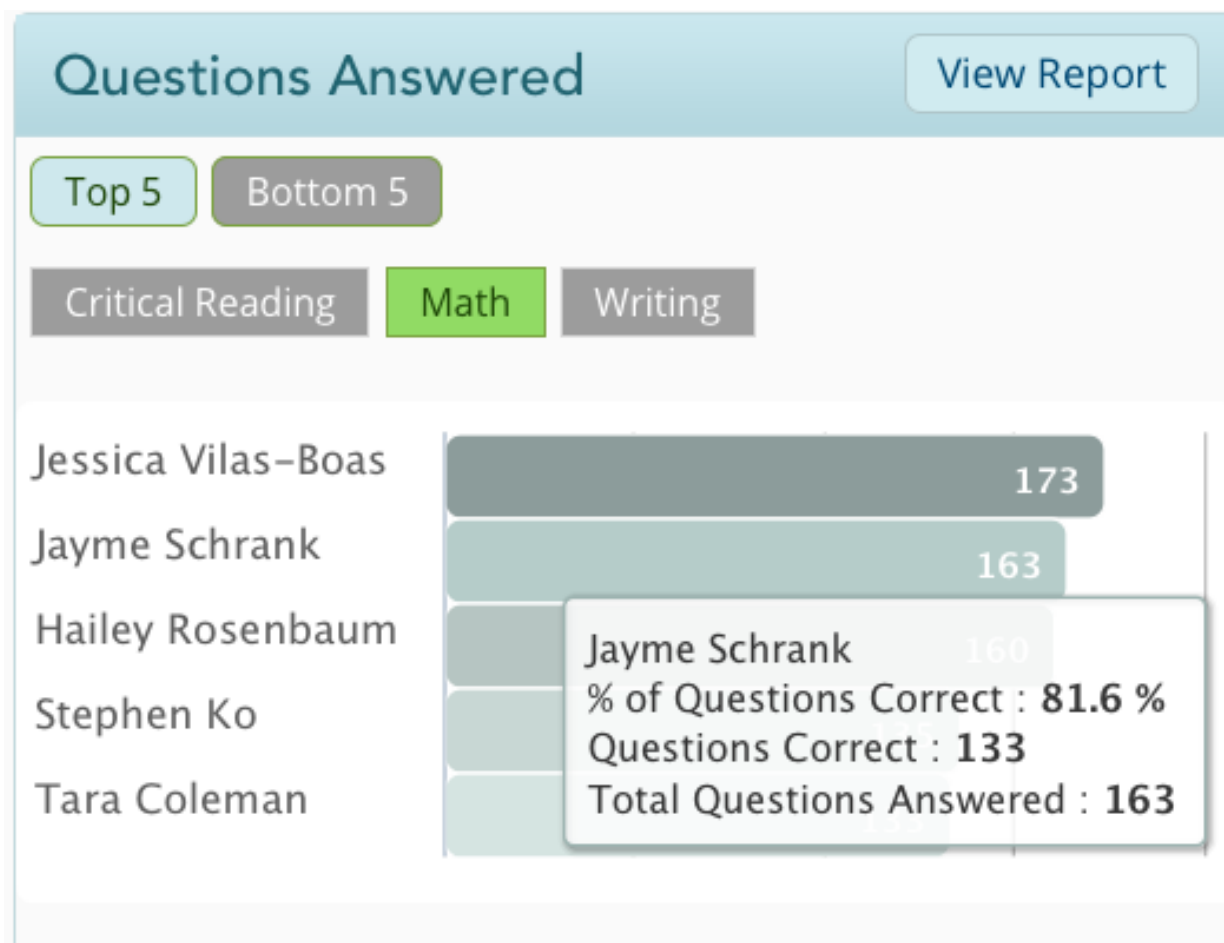 Questions Answered View Report
Top 5 Bottom 5
Critical Reading Math Writing
Jessica Vilas-Boas 173
Jayme Schrank 163
Hailey Rosenbaum 160
Stephen Ko
Tara Coleman
Jayme Schrank
% of Questions Correct : 81.6 %
Questions Correct : 133
Total Questions Answered : 163